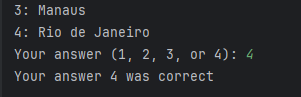 3: Manaus
4: Rio de Janeiro
Your answer (1, 2, 3, or 4): 4
Your answer 4 was correct